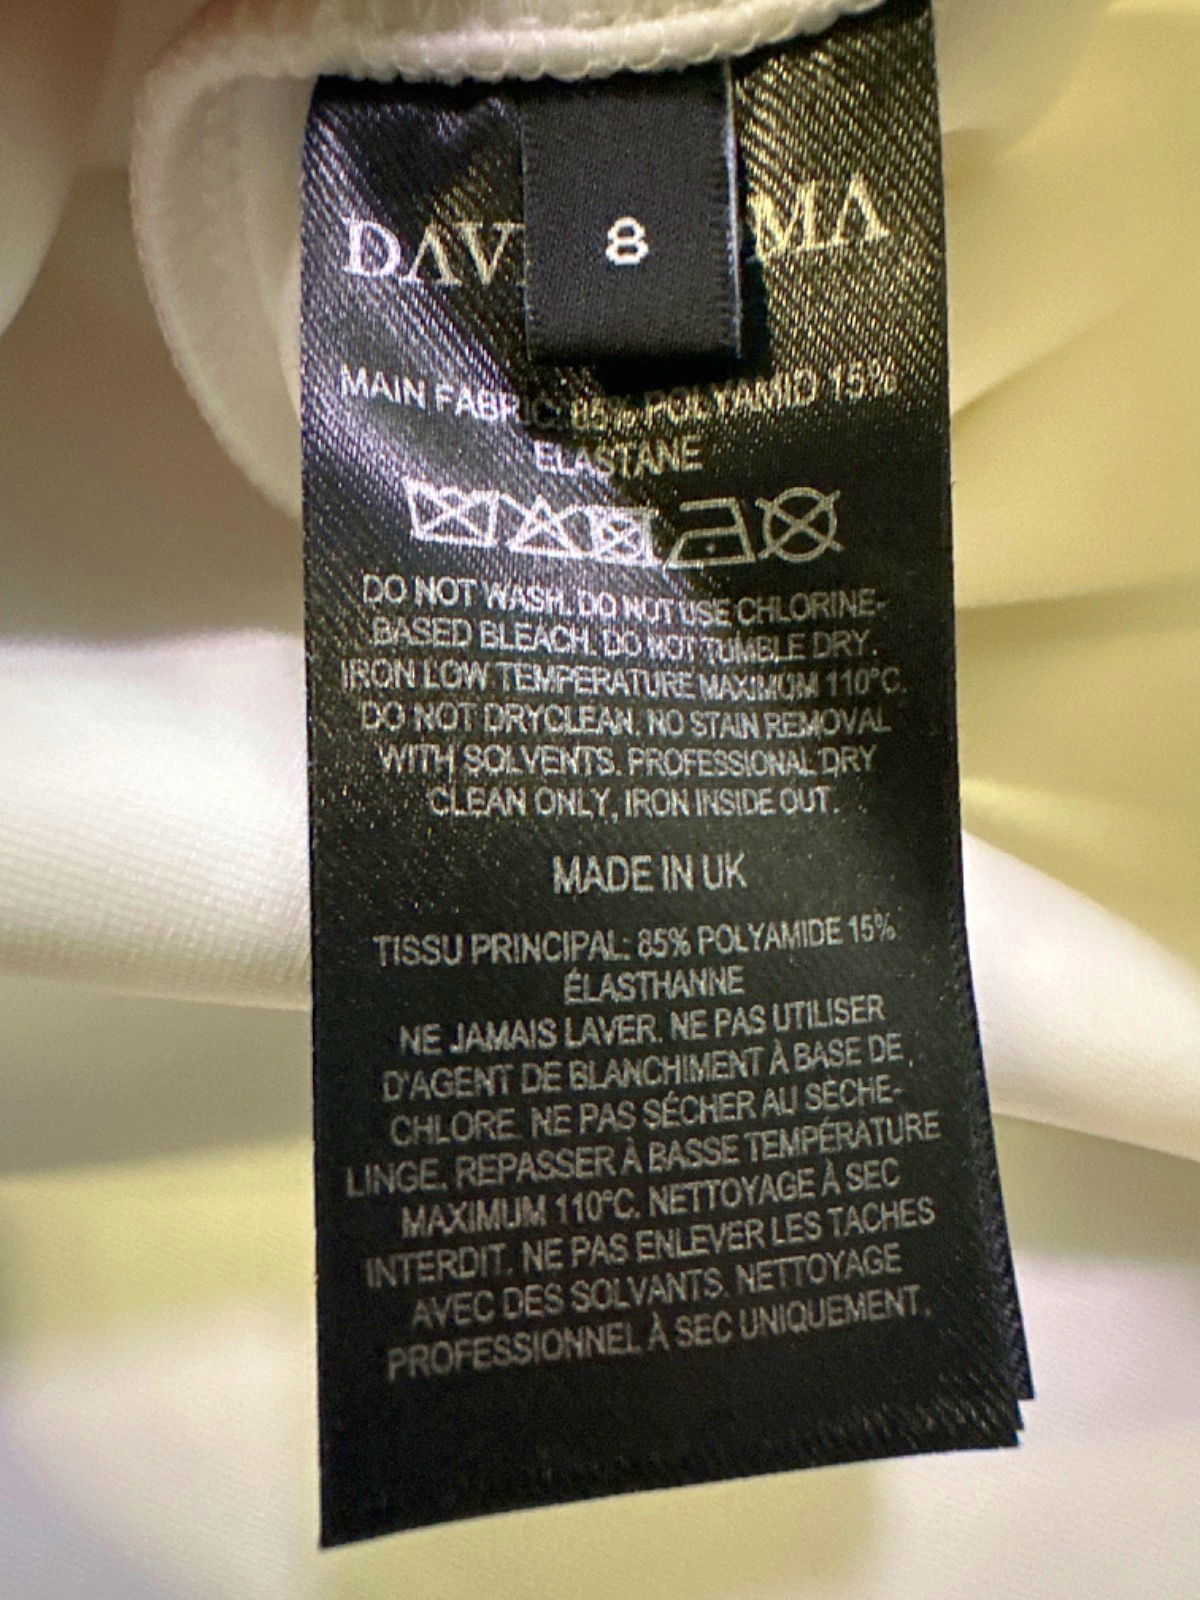 8
MA
MAIN FABRIC: 85% POLYAMID 15%
ELASTANE
DO NOT WASH. DO NOT USE CHLORINE-
BASED BLEACH. DO NOT TUMBLE DRY.
IRON LOW TEMPERATURE MAXIMUM 110°C.
DO NOT DRYCLEAN. NO STAIN REMOVAL
WITH SOLVENTS. PROFESSIONAL DRY
CLEAN ONLY, IRON INSIDE OUT.
MADE IN UK
TISSU PRINCIPAL: 85% POLYAMIDE 15%
ÉLASTHANNE
NE JAMAIS LAVER. NE PAS UTILISER
D'AGENT DE BLANCHIMENT À BASE DE
CHLORE. NE PAS SÉCHER AU SÈCHE-
LINGE. REPASSER À BASSE TEMPÉRATURE
MAXIMUM 110°C. NETTOYAGE À SEC
INTERDIT. NE PAS ENLEVER LES TACHES
AVEC DES SOLVANTS. NETTOYAGE
PROFESSIONNEL À SEC UNIQUEMENT.